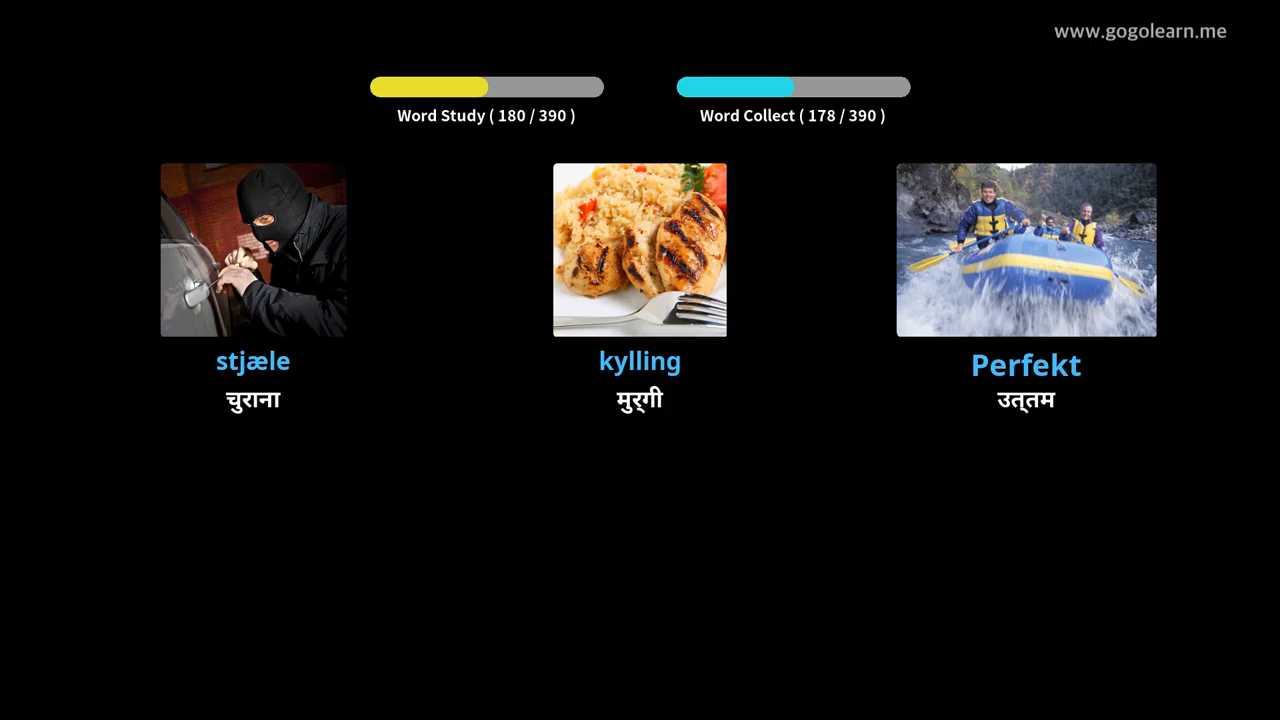 www.gogolearn.me
Word Study ( 180 / 390 )
Word Collect ( 178 / 390 )
stjæle
kylling
Perfekt
चुराना
मुर्गी
उत्तम